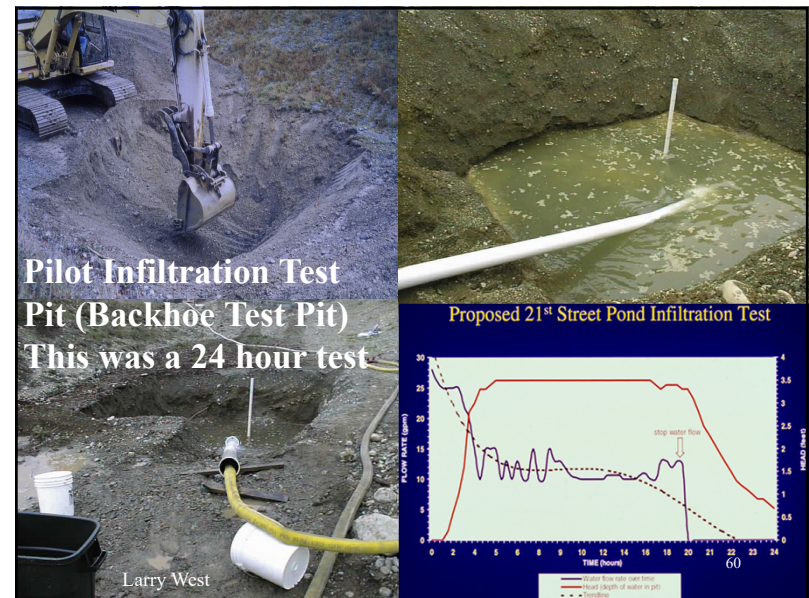 Pilot Infiltration Test
Pit (Backhoe Test Pit)
This was a 24 hour test
Larry West
Proposed 21st Street Pond Infiltration Test
FLOW RATE (gpm)
30
25
20
15
10
5
0
4
3.5
3
2.5
2
1.5
1
0.5
0
HEAD (feet)
stop water flow
0 2 4 6 8 10 12 14 16 18 20 22 24
TIME (hours)
60
Water flow rate over time
Head (depth of water in pit)
Trendline